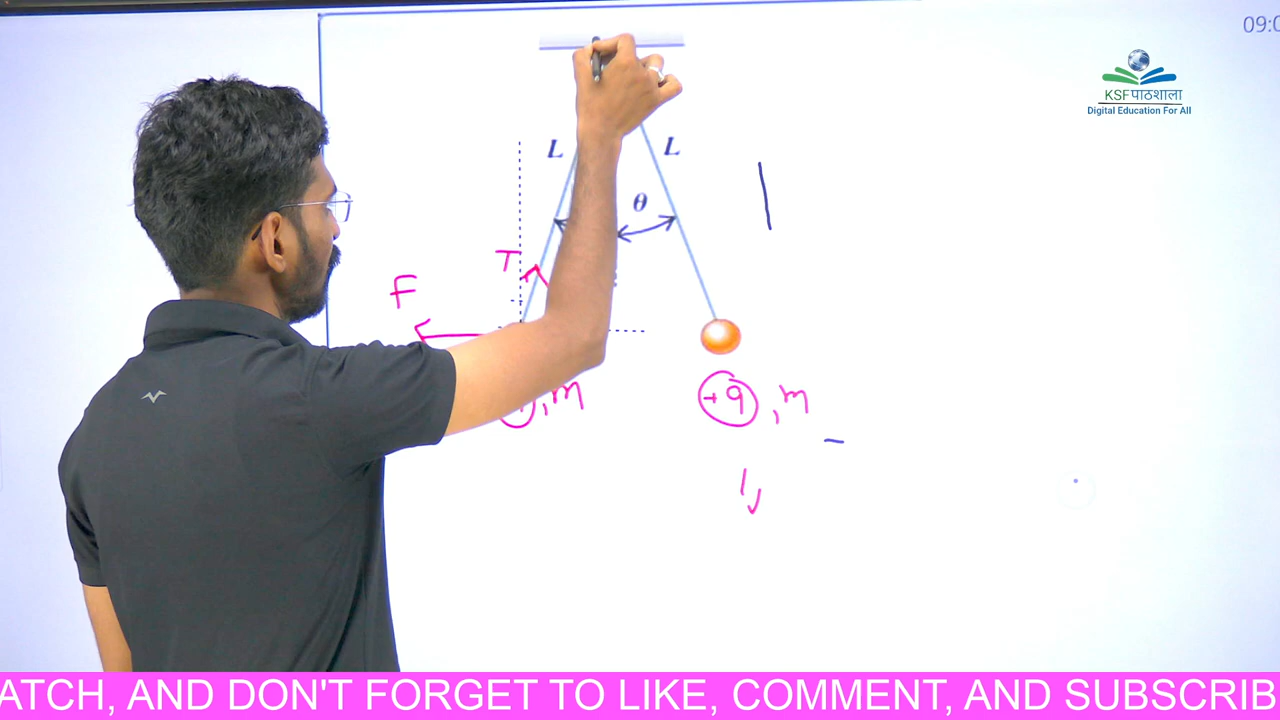 09:0
KSFपाठशाला
Digital Education For All
L L
θ
T
F
, m
+q , m
ATCH, AND DON'T FORGET TO LIKE, COMMENT, AND SUBSCRIB